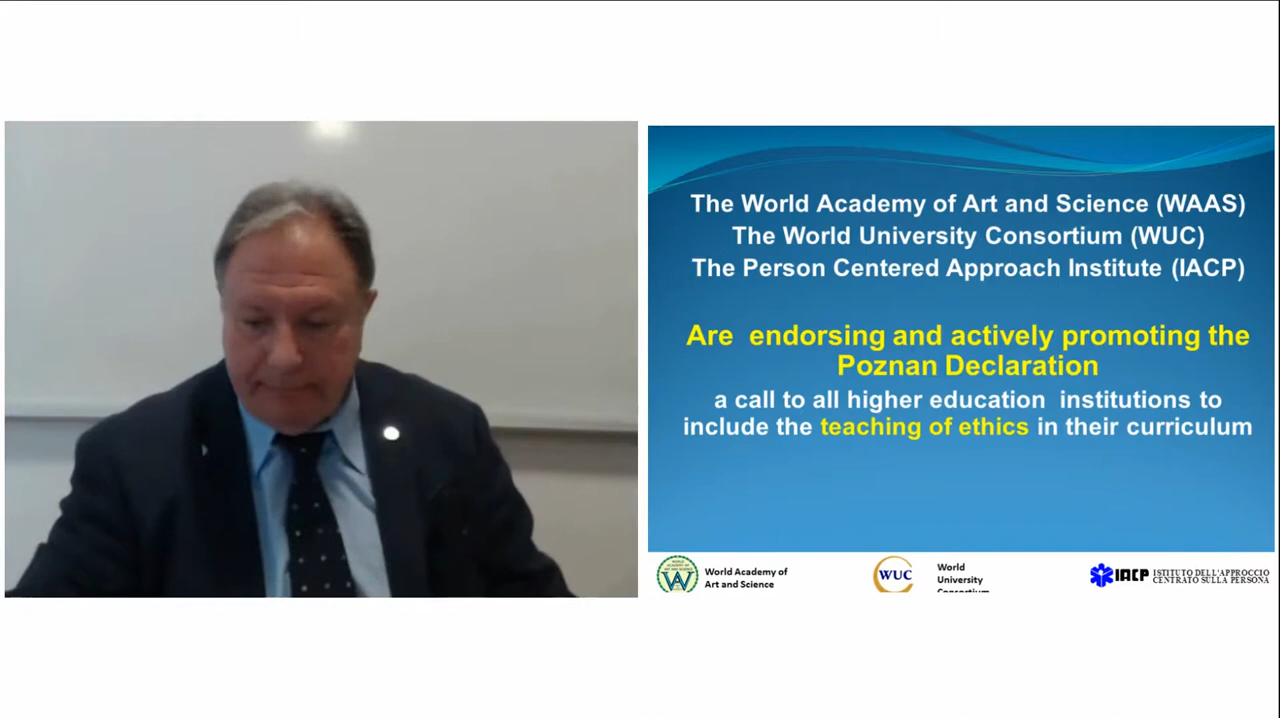 The World Academy of Art and Science (WAAS)
The World University Consortium (WUC)
The Person Centered Approach Institute (IACP)
Are endorsing and actively promoting the
Poznan Declaration
a call to all higher education institutions to
include the teaching of ethics in their curriculum
World Academy of
Art and Science
WUC
World
University
Consortium
IACP
ISTITUTO DELL'APPROCCIO
CENTRATO SULLA PERSONA